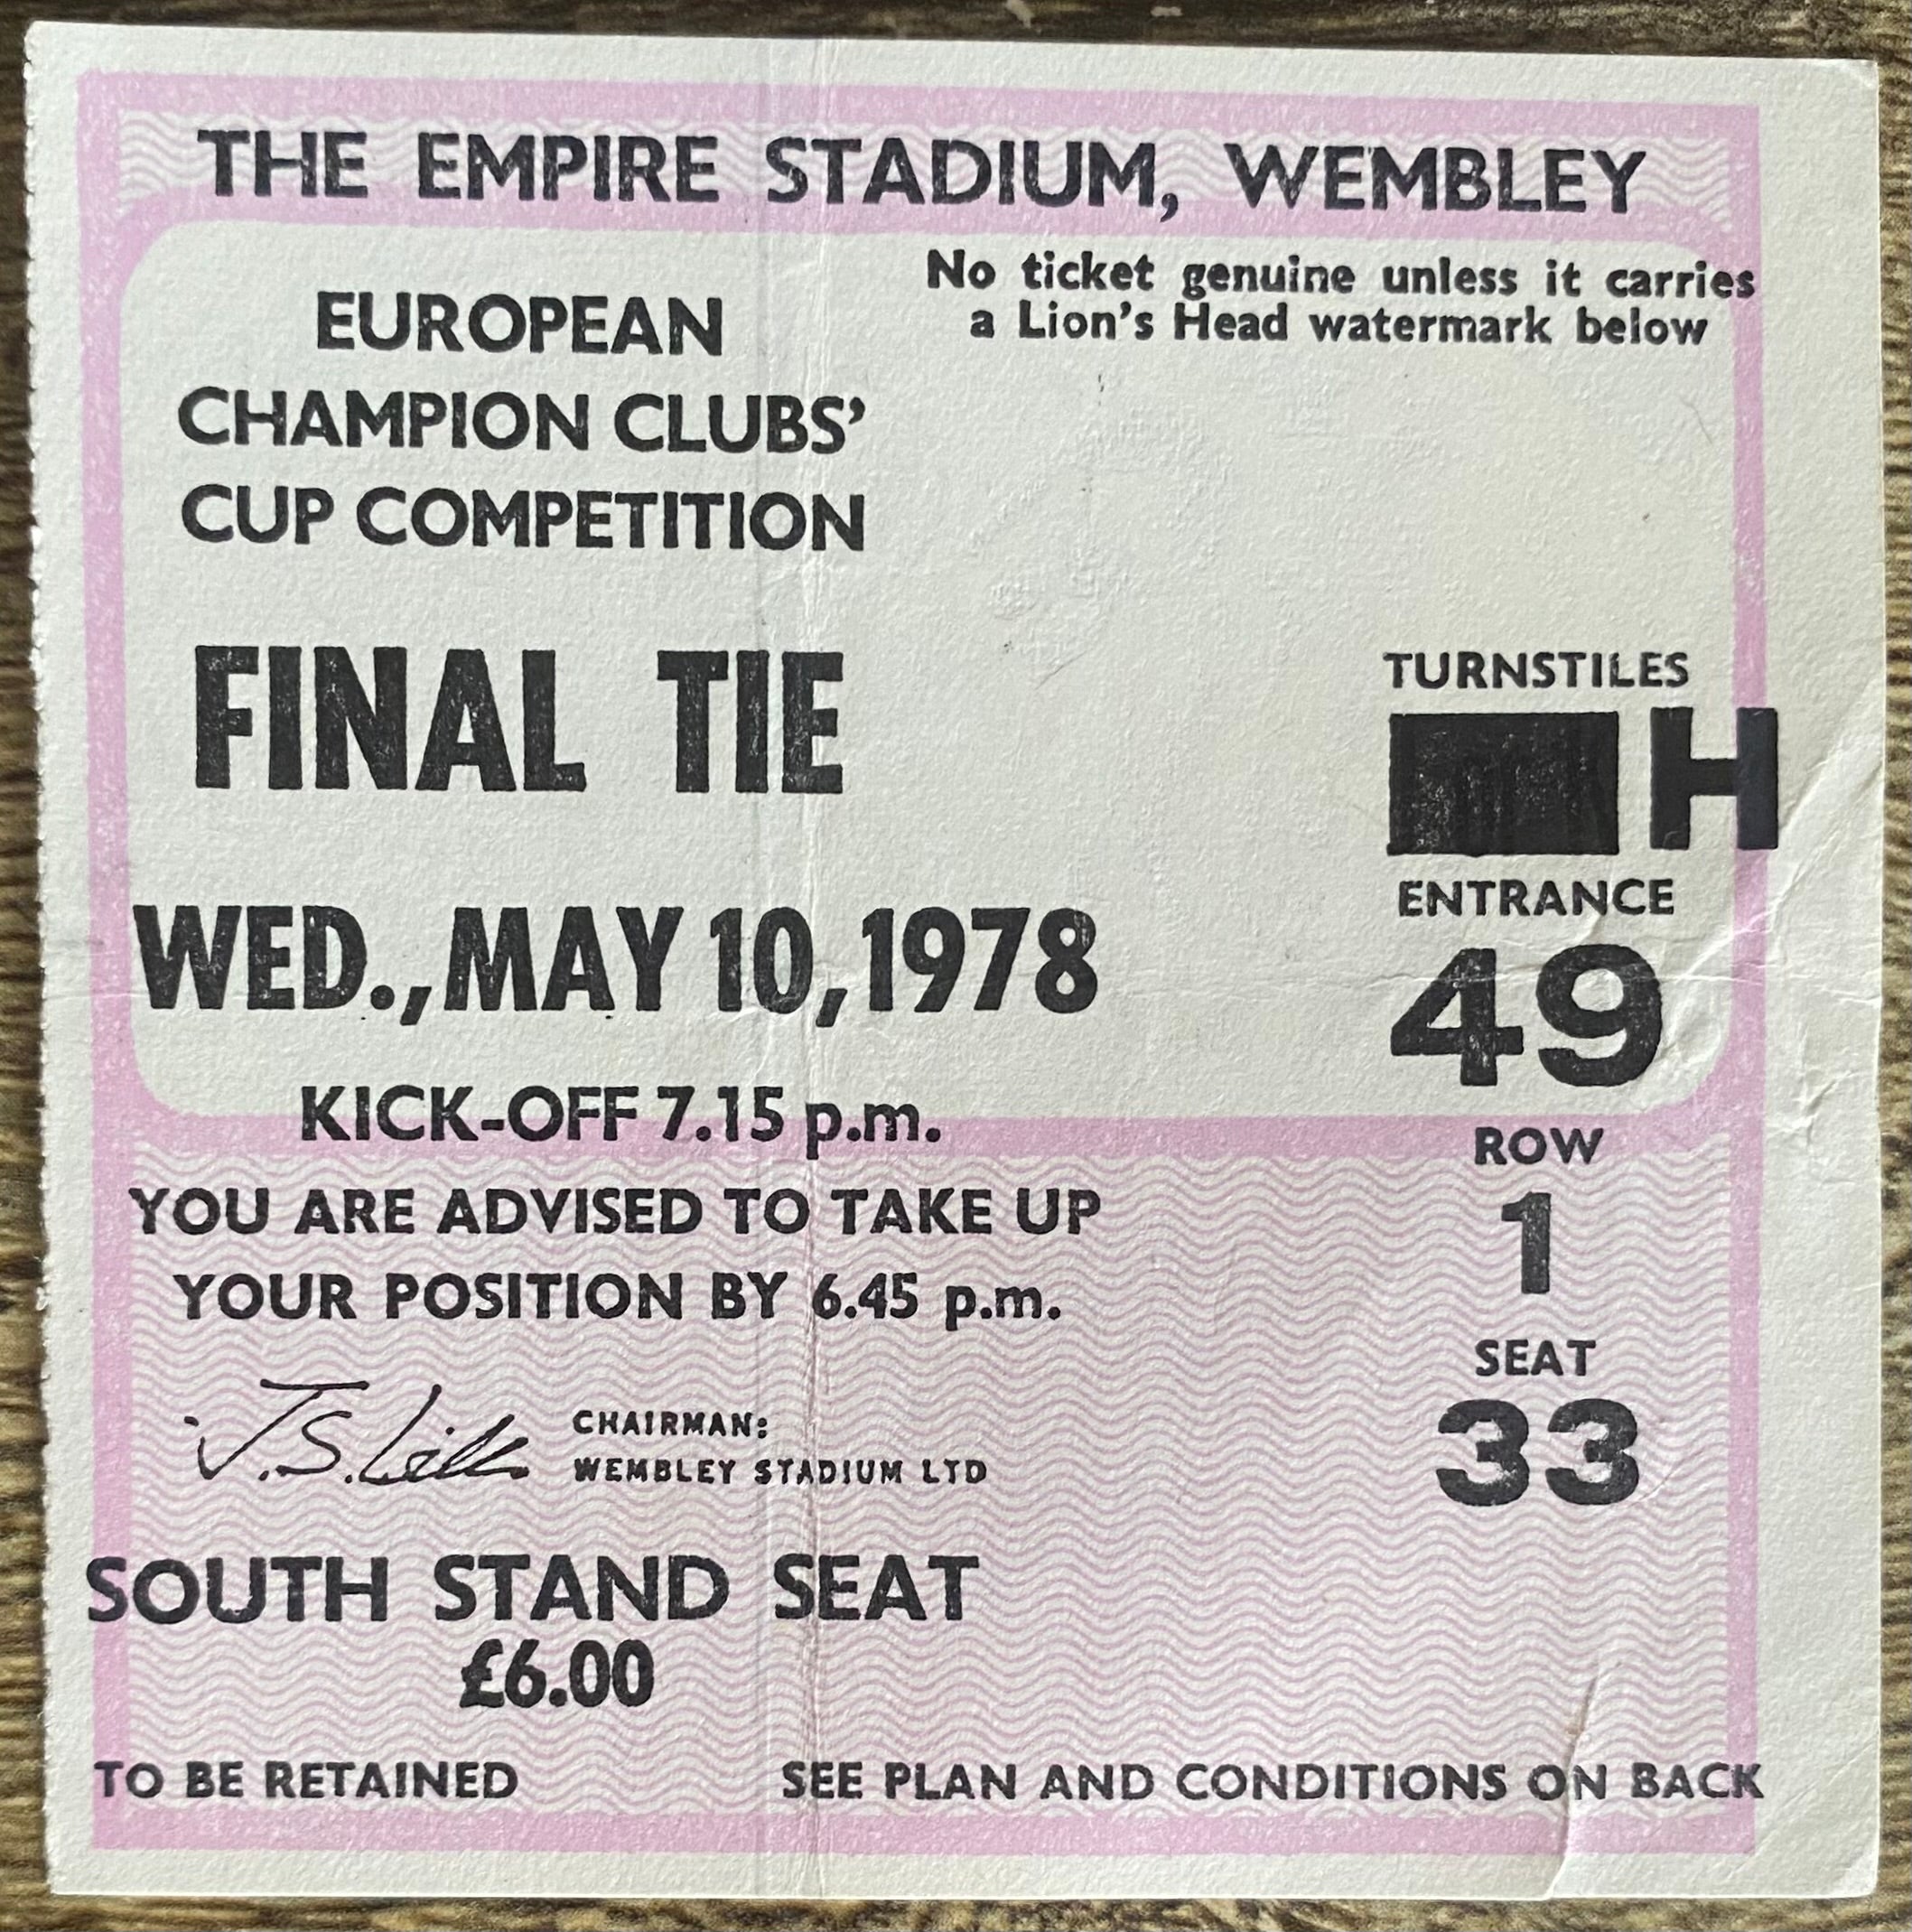 THE EMPIRE STADIUM, WEMBLEY
No ticket genuine unless it carries
a Lion's Head watermark below
EUROPEAN
CHAMPION CLUBS'
CUP COMPETITION
FINAL TIE
WED., MAY 10, 1978
KICK-OFF 7.15 p.m.
YOU ARE ADVISED TO TAKE UP
YOUR POSITION BY 6.45 p.m.
CHAIRMAN:
WEMBLEY STADIUM LTD
SOUTH STAND SEAT
£6.00
TURNSTILES
H
ENTRANCE
49
ROW
1
SEAT
33
TO BE RETAINED
SEE PLAN AND CONDITIONS ON BACK